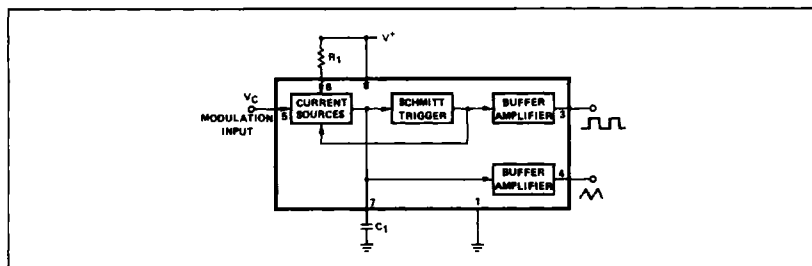 V+
R1
6
8
VC
MODULATION
INPUT
5
CURRENT
SOURCES
SCHMITT
TRIGGER
BUFFER
AMPLIFIER
3
BUFFER
AMPLIFIER
4
7
1
C1